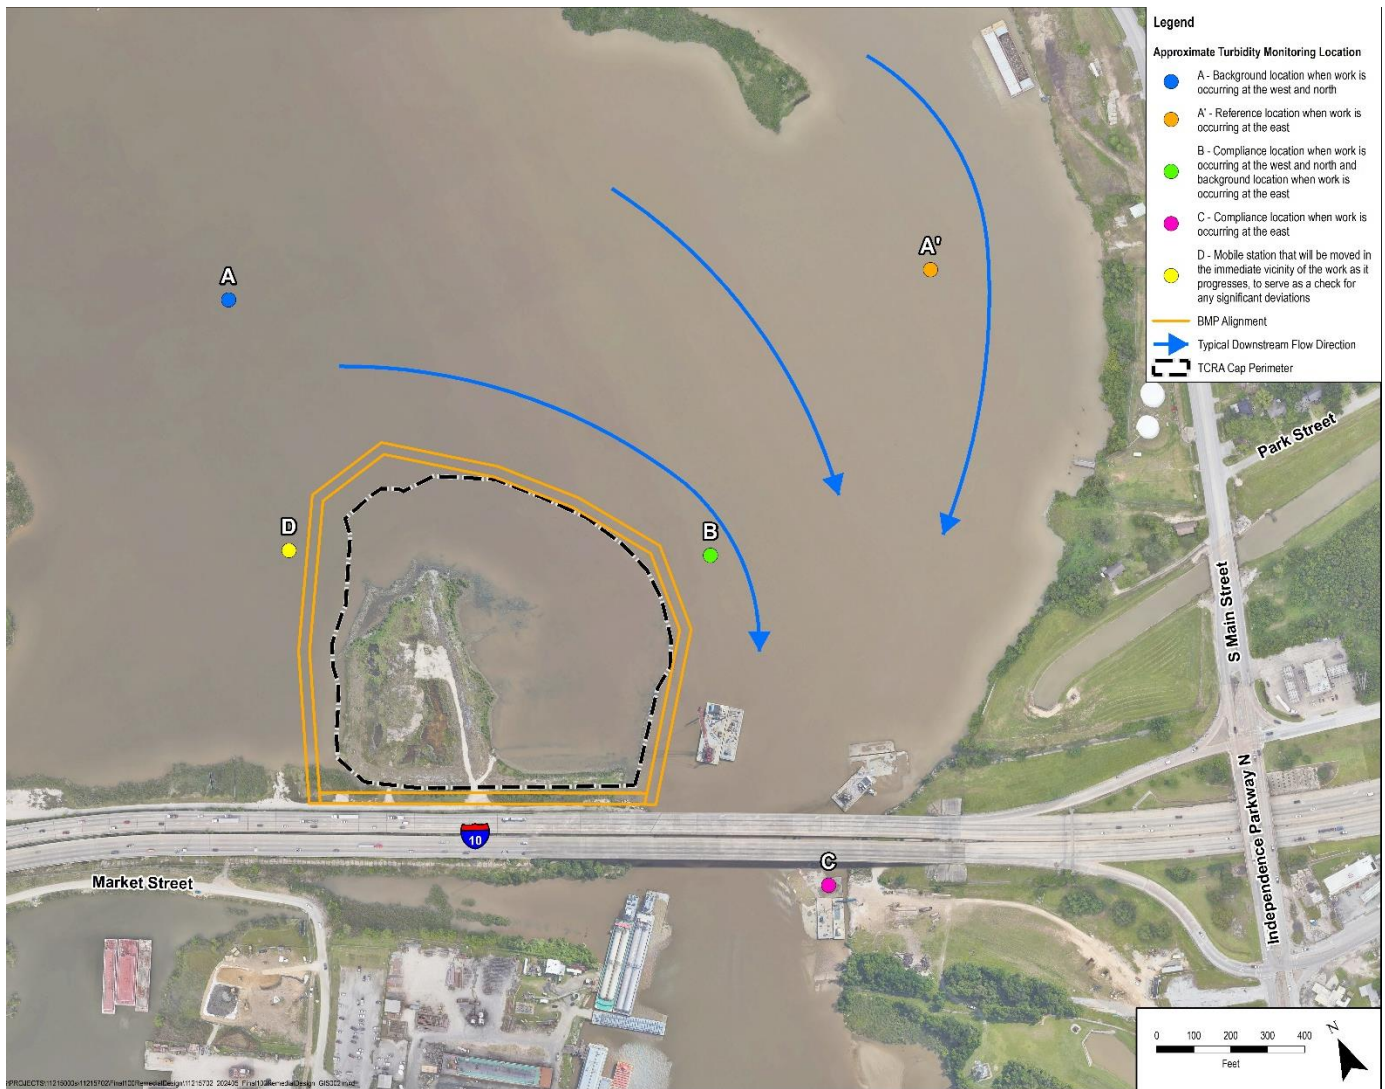 Legend
Approximate Turbidity Monitoring Location
A - Background location when work is
occurring at the west and north
A' - Reference location when work is
occurring at the east
B - Compliance location when work is
occurring at the west and north and
background location when work is
occurring at the east
C - Compliance location when work is
occurring at the east
D - Mobile station that will be moved in
the immediate vicinity of the work as it
progresses, to serve as a check for
any significant deviations
BMP Alignment
Typical Downstream Flow Direction
TCRA Cap Perimeter
A
A'
D
B
Park Street
S Main Street
Independence Parkway N
10
C
Market Street
0 100 200 300 400
Feet
N